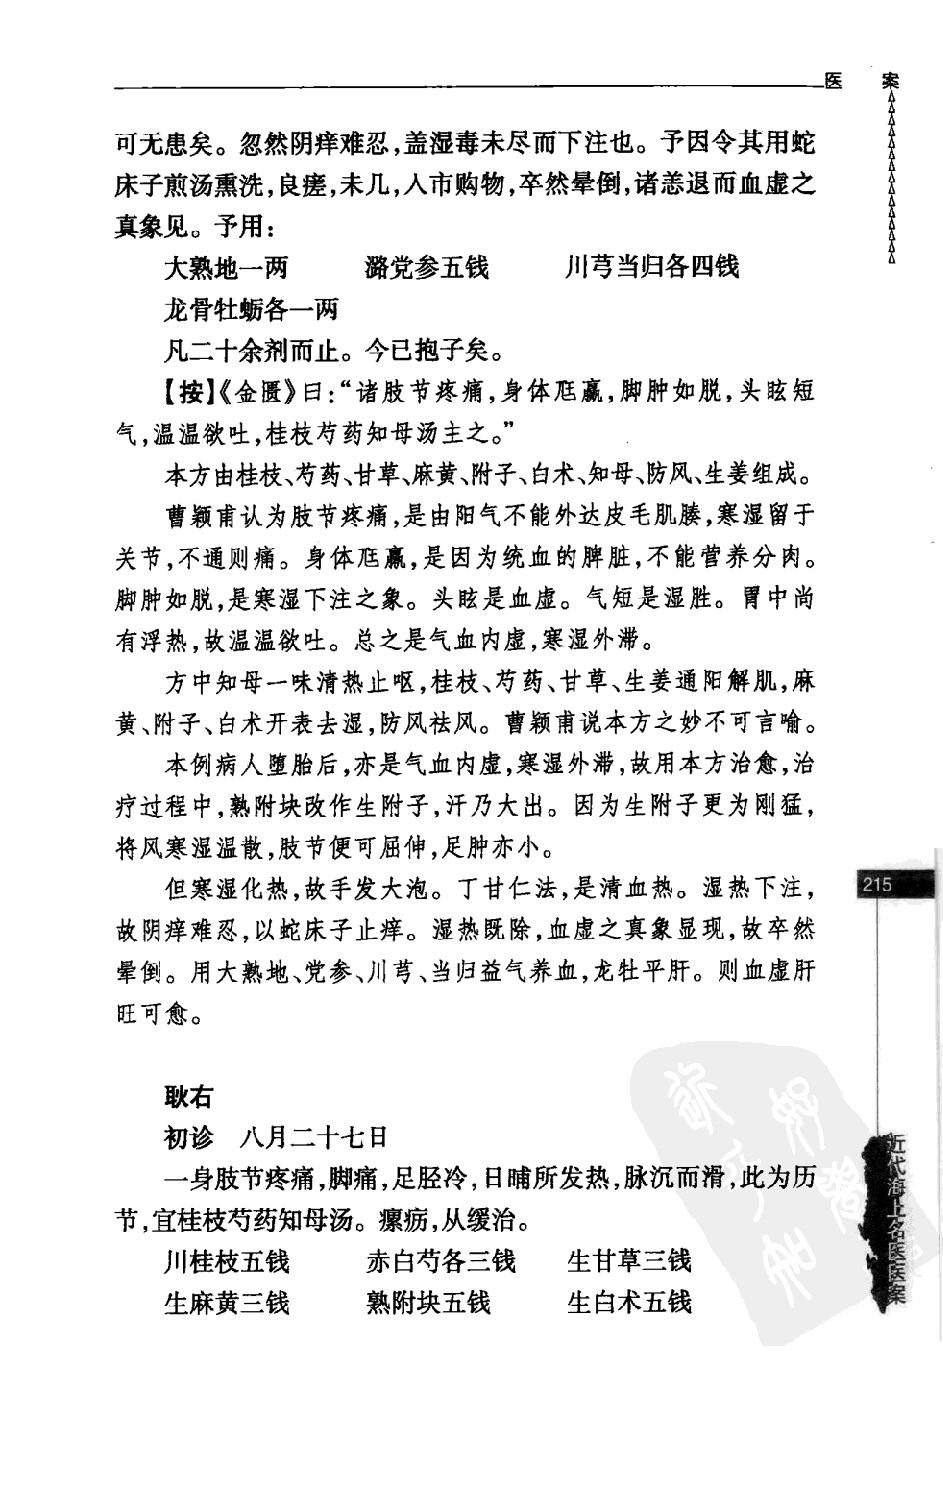 医 案
可无患矣。忽然阴痒难忍，盖湿毒未尽而下注也。予因令其用蛇
床子煎汤熏洗，良瘥，未几，入市购物，卒然晕倒，诸恙退而血虚之
真象见。予用：
大熟地一两 潞党参五钱 川芎当归各四钱
龙骨牡蛎各一两
凡二十余剂而止。今已抱子矣。
【按】《金匮》曰：“诸肢节疼痛，身体尫羸，脚肿如脱，头眩短
气，温温欲吐，桂枝芍药知母汤主之。”
本方由桂枝、芍药、甘草、麻黄、附子、白术、知母、防风、生姜组成。
曹颖甫认为肢节疼痛，是由阳气不能外达皮毛肌腠，寒湿留于
关节，不通则痛。身体尫羸，是因为统血的脾脏，不能营养分肉。
脚肿如脱，是寒湿下注之象。头眩是血虚。气短是湿胜。胃中尚
有浮热，故温温欲吐。总之是气血内虚，寒湿外滞。
方中知母一味清热止呕，桂枝、芍药、甘草、生姜通阳解肌，麻
黄、附子、白术开表去湿，防风祛风。曹颖甫说本方之妙不可言喻。
本例病人堕胎后，亦是气血内虚，寒湿外滞，故用本方治愈，治
疗过程中，熟附块改作生附子，汗乃大出。因为生附子更为刚猛，
将风寒湿温散，肢节便可屈伸，足肿亦小。
但寒湿化热，故手发大泡。丁甘仁法，是清血热。湿热下注，
故阴痒难忍，以蛇床子止痒。湿热既除，血虚之真象显现，故卒然
晕倒。用大熟地、党参、川芎、当归益气养血，龙牡平肝。则血虚肝
旺可愈。
耿右
初诊 八月二十七日
一身肢节疼痛，脚痛，足胫冷，日晡所发热，脉沉而滑，此为历
节，宜桂枝芍药知母汤。瘰疬，从缓治。
川桂枝五钱 赤白芍各三钱 生甘草三钱
生麻黄三钱 熟附块五钱 生白术五钱
215
近代海上名医医案